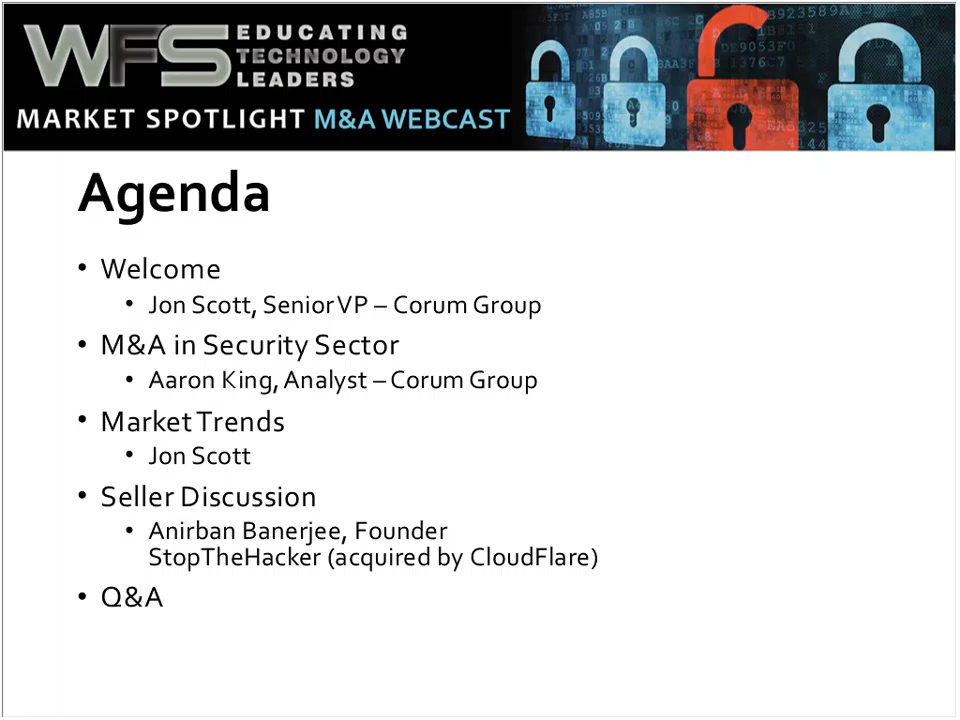 WFS EDUCATING
TECHNOLOGY
LEADERS
MARKET SPOTLIGHT M&A WEBCAST
Agenda
• Welcome
• Jon Scott, Senior VP – Corum Group
• M&A in Security Sector
• Aaron King, Analyst – Corum Group
• Market Trends
• Jon Scott
• Seller Discussion
• Anirban Banerjee, Founder
StopTheHacker (acquired by CloudFlare)
• Q&A